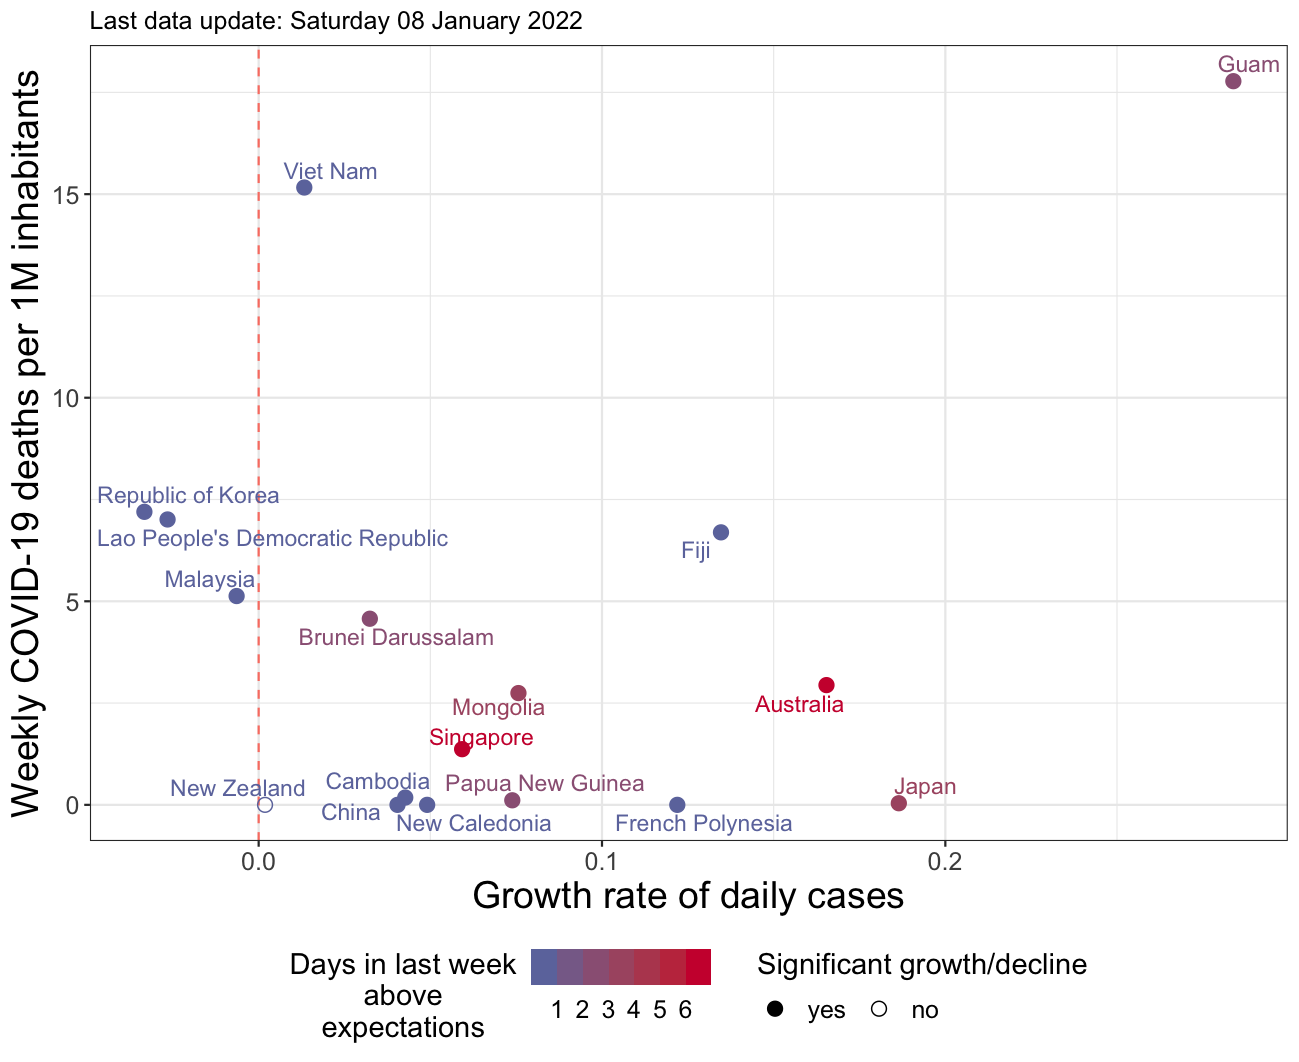 Last data update: Saturday 08 January 2022
Weekly COVID-19 deaths per 1M inhabitants
Guam
Viet Nam
15
10
Republic of Korea
Lao People's Democratic Republic
Fiji
Malaysia
5
Brunei Darussalam
Mongolia
Australia
Singapore
New Zealand
Cambodia
Papua New Guinea
Japan
0
China
New Caledonia
French Polynesia
0.0
0.1
0.2
Growth rate of daily cases
Days in last week
above
expectations
1 2 3 4 5 6
Significant growth/decline
yes
no